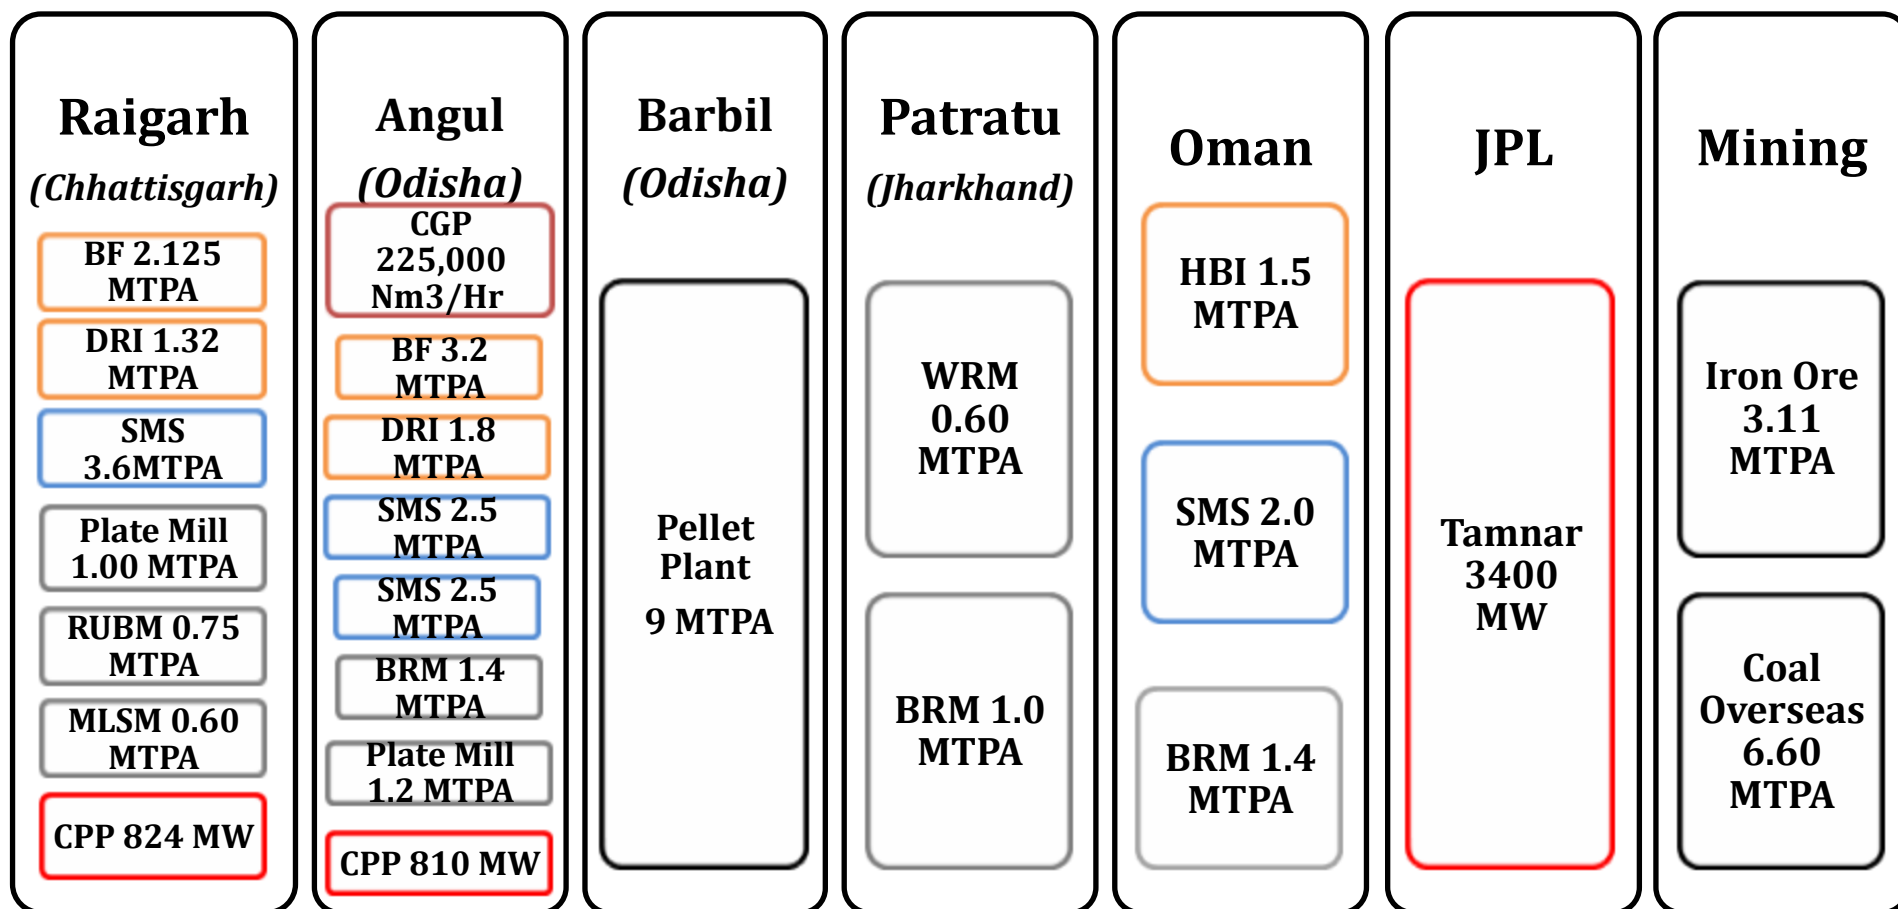 Raigarh
(Chhattisgarh)
BF 2.125
MTPA
DRI 1.32
MTPA
SMS
3.6MTPA
Plate Mill
1.00 MTPA
RUBM 0.75
MTPA
MLSM 0.60
MTPA
CPP 824 MW
Angul
(Odisha)
CGP
225,000
Nm3/Hr
BF 3.2
MTPA
DRI 1.8
MTPA
SMS 2.5
MTPA
SMS 2.5
MTPA
BRM 1.4
MTPA
Plate Mill
1.2 MTPA
CPP 810 MW
Barbil
(Odisha)
Pellet
Plant
9 MTPA
Patratu
(Jharkhand)
WRM
0.60
MTPA
BRM 1.0
MTPA
Oman
HBI 1.5
MTPA
SMS 2.0
MTPA
BRM 1.4
MTPA
JPL
Tamnar
3400
MW
Mining
Iron Ore
3.11
MTPA
Coal
Overseas
6.60
MTPA